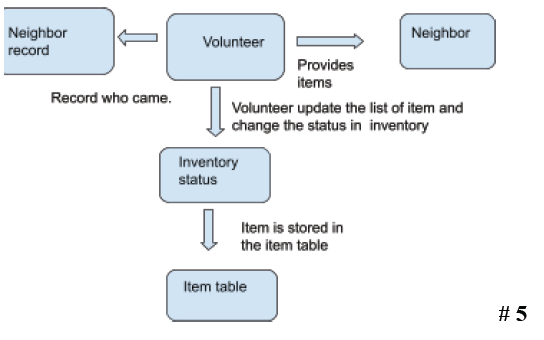 Neighbor
record
Volunteer
Neighbor
Provides
items
Record who came.
Volunteer update the list of item and
change the status in inventory
Inventory
status
Item is stored in
the item table
Item table
# 5